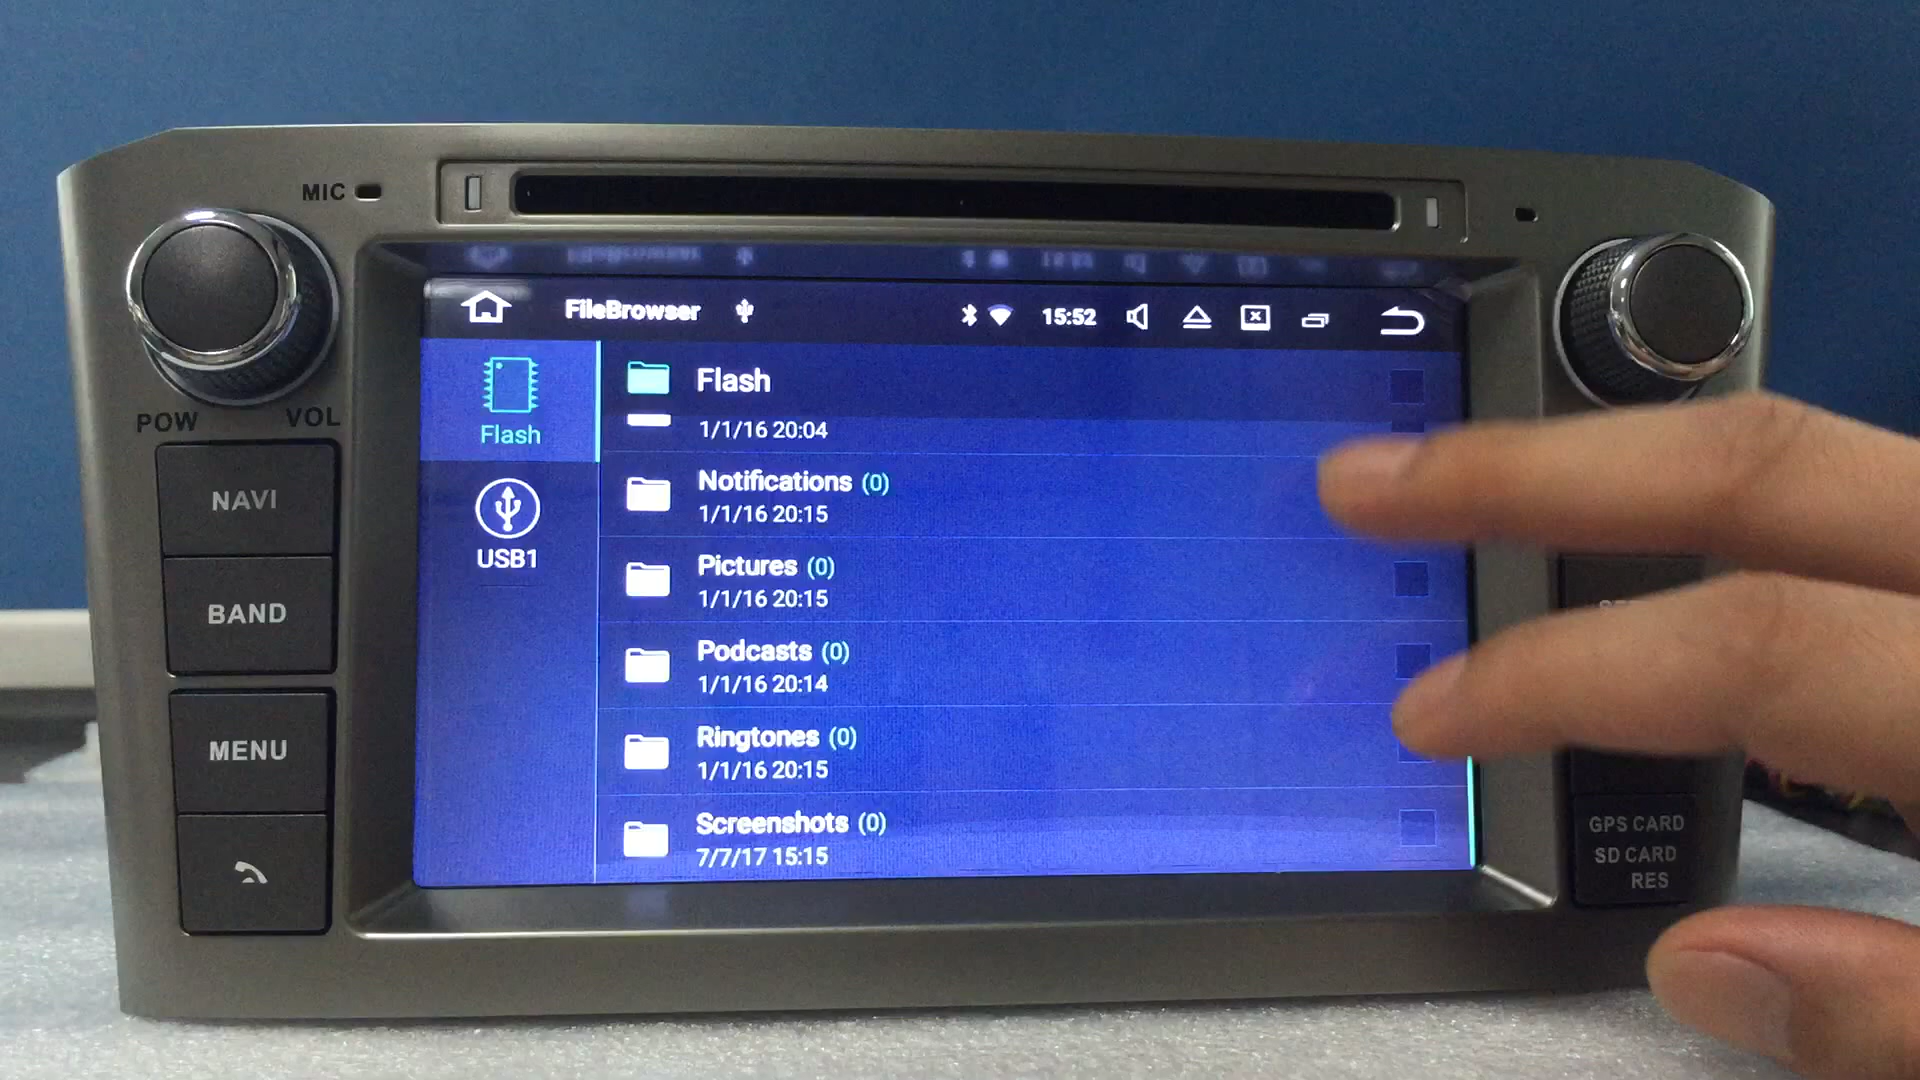 MIC
FileBrowser
15:52
Flash
Flash
1/1/16 20:04
Notifications (0)
1/1/16 20:15
USB1
Pictures (0)
1/1/16 20:15
Podcasts (0)
1/1/16 20:14
Ringtones (0)
1/1/16 20:15
Screenshots (0)
7/7/17 15:15
POW VOL
NAVI
BAND
MENU
GPS CARD
SD CARD
RES